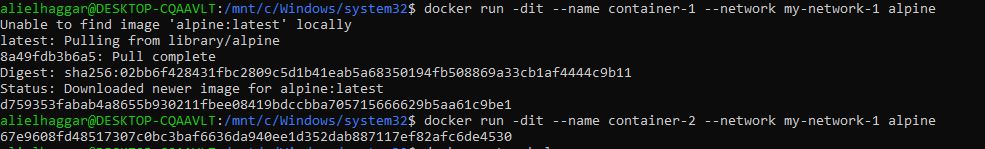 alielhaggar@DESKTOP-CQAAVLT:/mnt/c/Windows/system32$ docker run -dit --name container-1 --network my-network-1 alpine
Unable to find image 'alpine:latest' locally
latest: Pulling from library/alpine
8a49fdb3b6a5: Pull complete
Digest: sha256:02bb6f428431fbc2809c5d1b41eab5a68350194fb508869a33cb1af4444c9b11
Status: Downloaded newer image for alpine:latest
d759353fabab4a8655b930211fbee08419bdccbba705715666629b5aa61c9be1
alielhaggar@DESKTOP-CQAAVLT:/mnt/c/Windows/system32$ docker run -dit --name container-2 --network my-network-1 alpine
67e9608fd48517307c0bc3baf6636da940ee1d352dab887117ef82afc6de4530